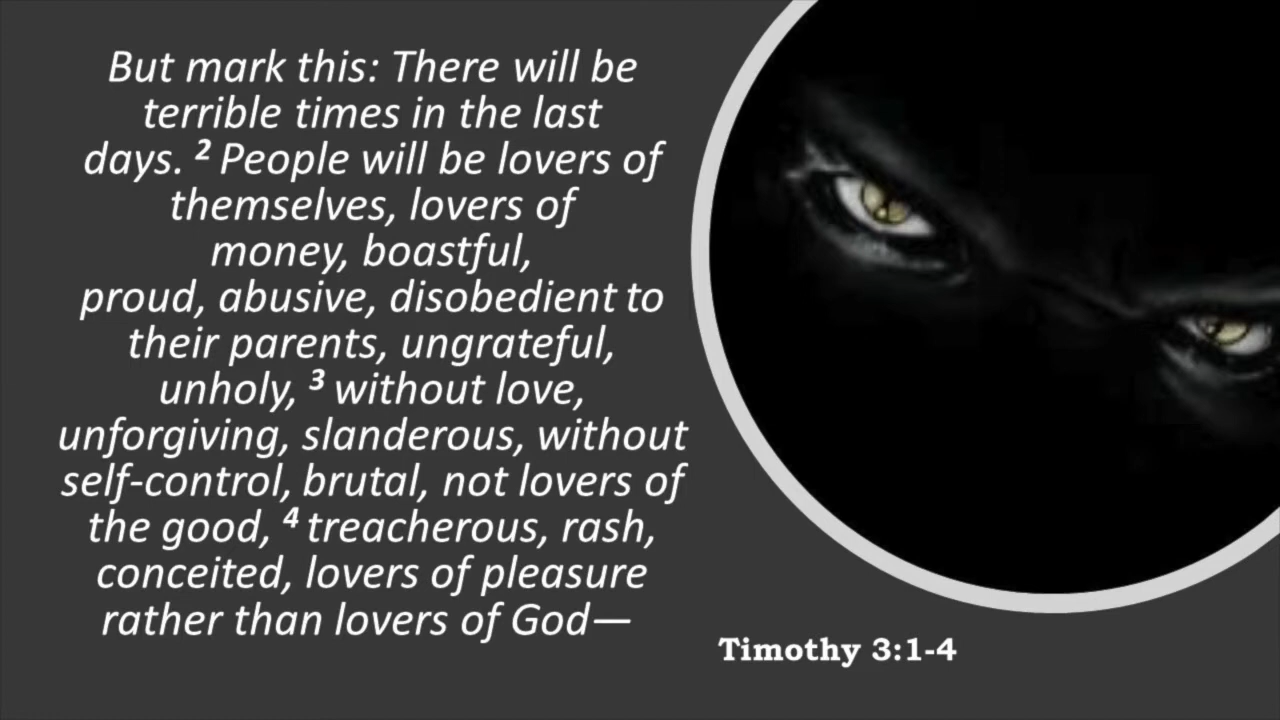 But mark this: There will be
terrible times in the last
days. ² People will be lovers of
themselves, lovers of
money, boastful,
proud, abusive, disobedient to
their parents, ungrateful,
unholy, ³ without love,
unforgiving, slanderous, without
self-control, brutal, not lovers of
the good, ⁴ treacherous, rash,
conceited, lovers of pleasure
rather than lovers of God—
Timothy 3:1-4